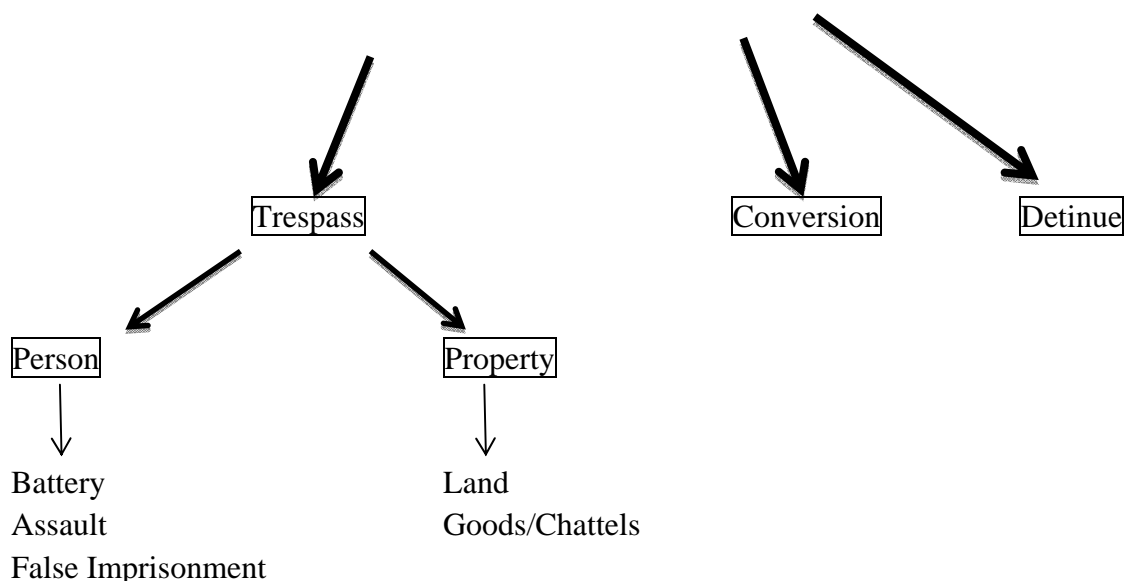 Trespass Conversion Detinue
Person Property
Battery Land
Assault Goods/Chattels
False Imprisonment